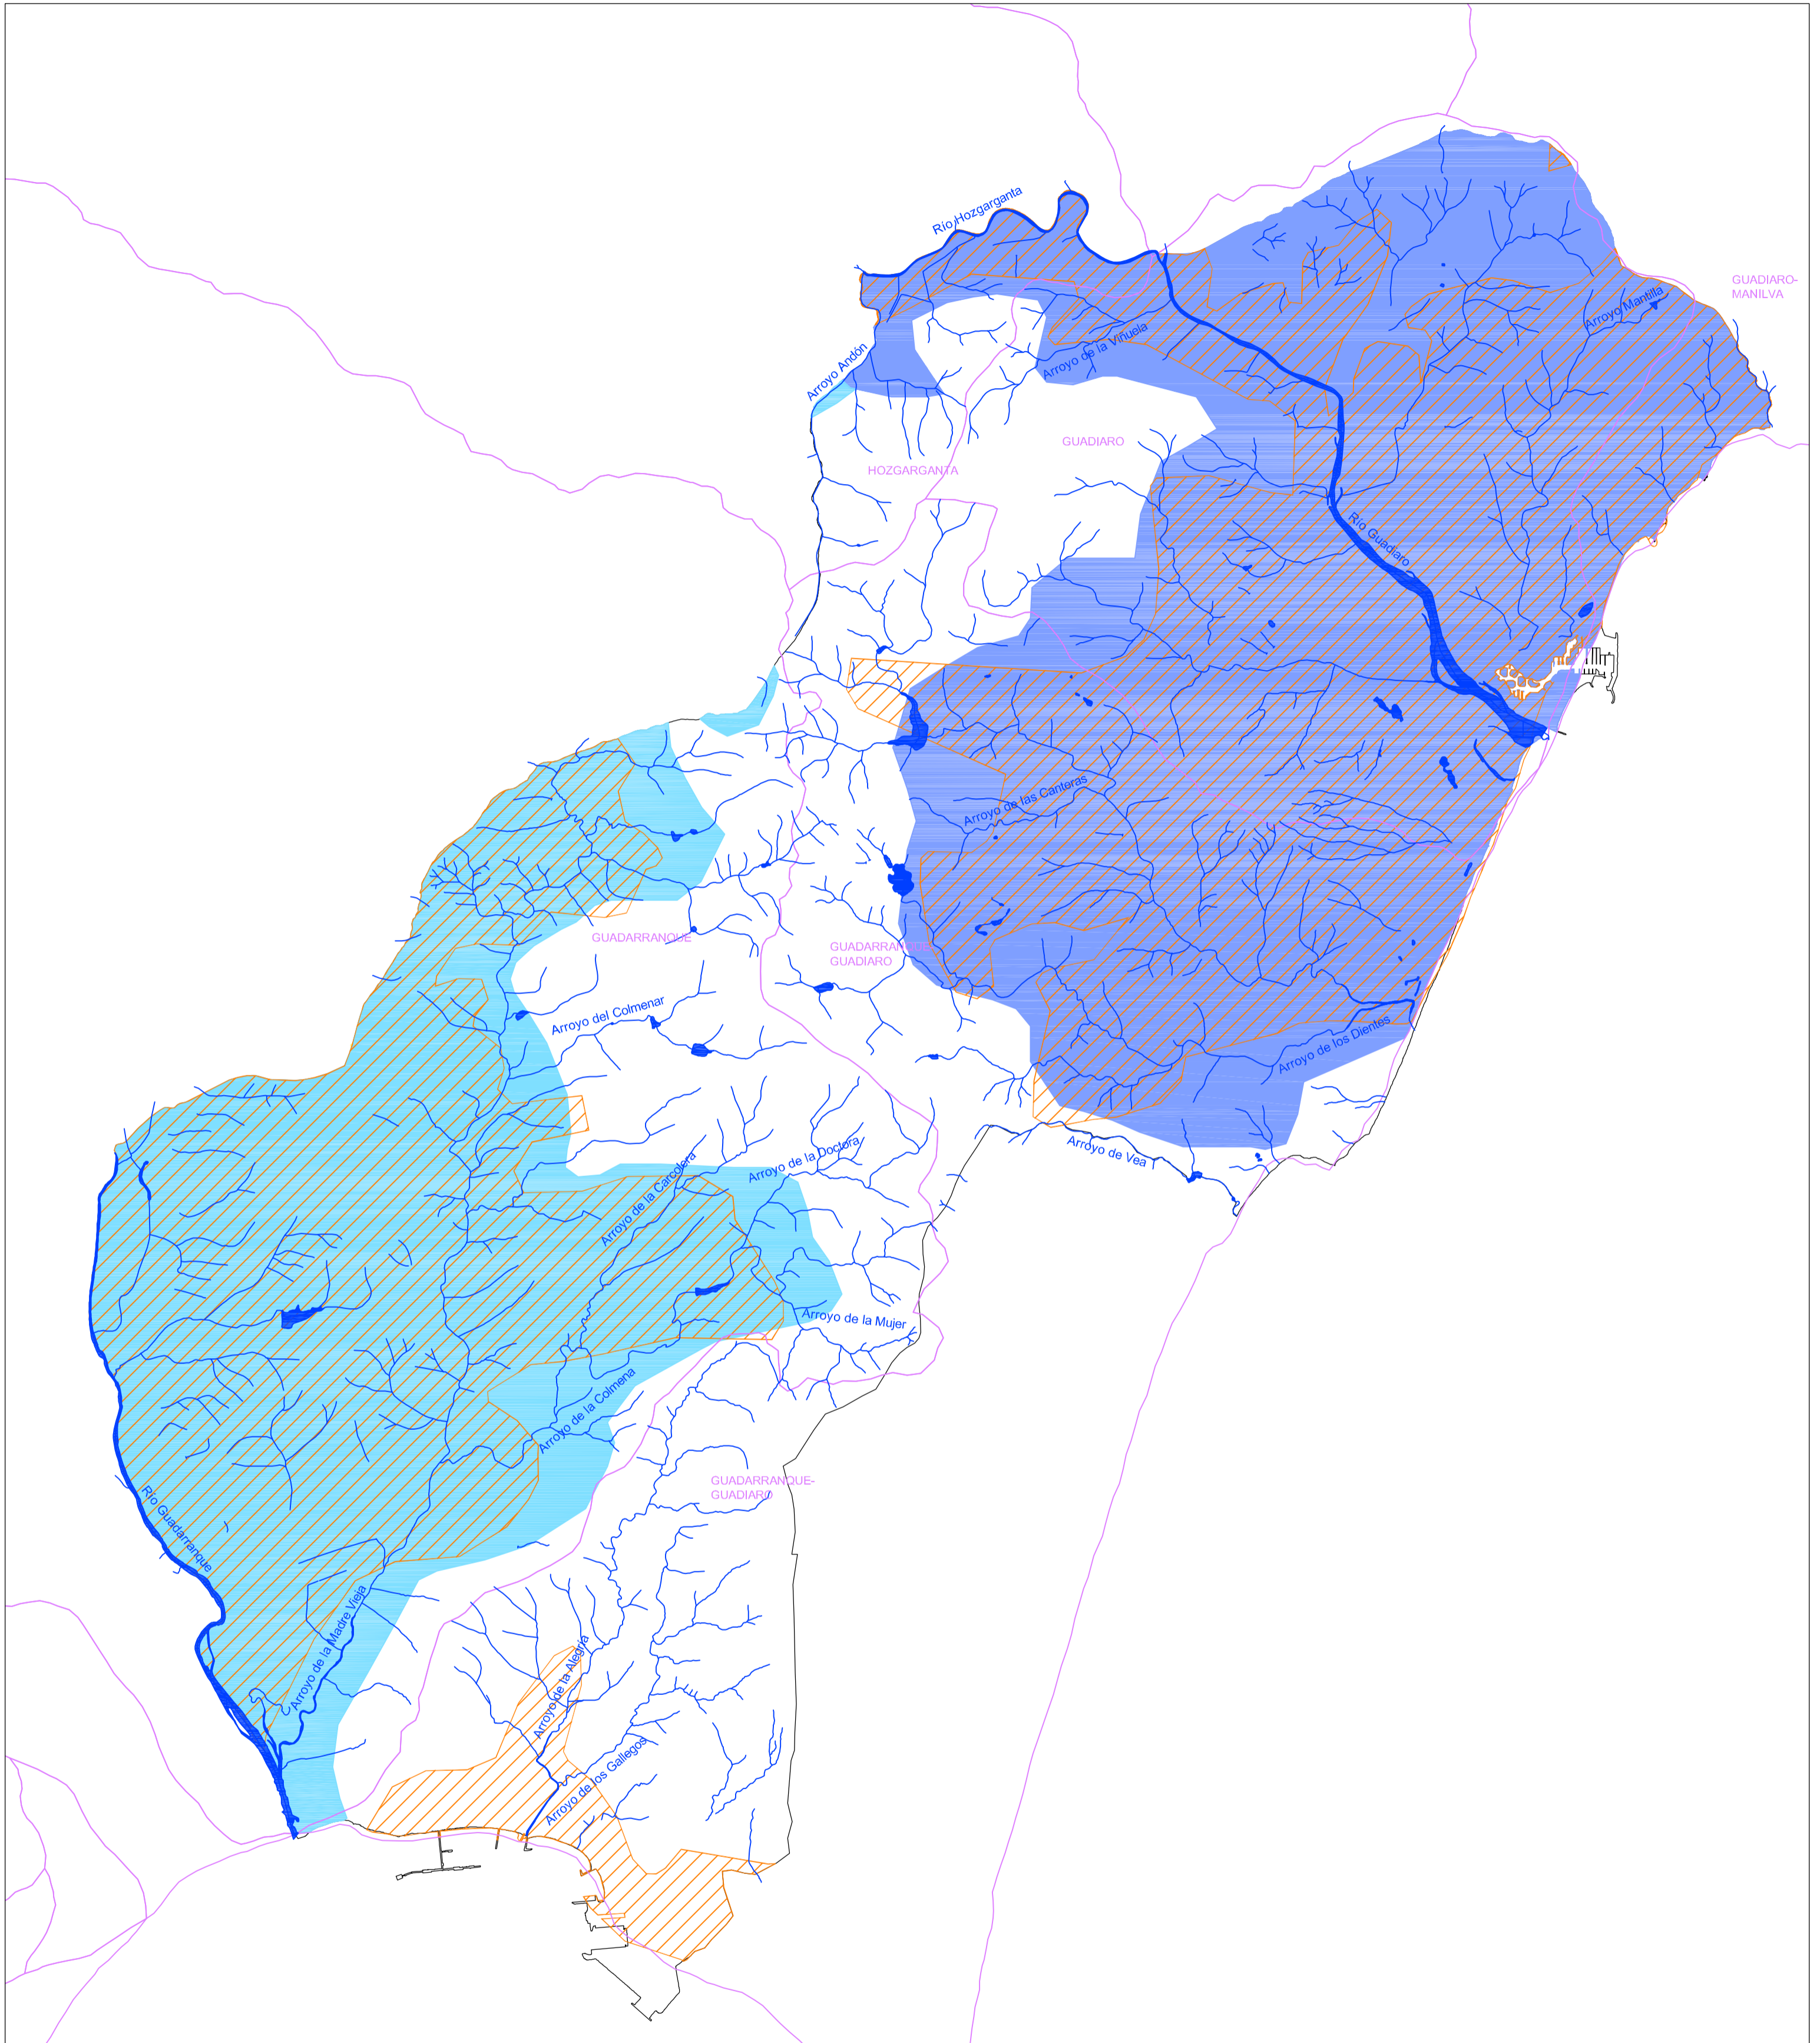 Río Hozgarganta
GUADIARO-
MANILVA
Arroyo Mantilla
Arroyo de la Viñuela
Arroyo Andón
GUADIARO
HOZGARGANTA
Río Guadiaro
Arroyo de las Canteras
GUADARRANQUE
GUADIARO
Arroyo del Colmenar
Arroyo de los Dientes
Arroyo de la Doctora
Arroyo de Vea
Arroyo de la Carcolera
Arroyo de la Mujer
Arroyo de la Colmena
GUADARRANQUE-
GUADIARO
Río Guadarranque
Arroyo de la Madre Vieja
Arroyo de la Alegría
Arroyo de los Gallegos